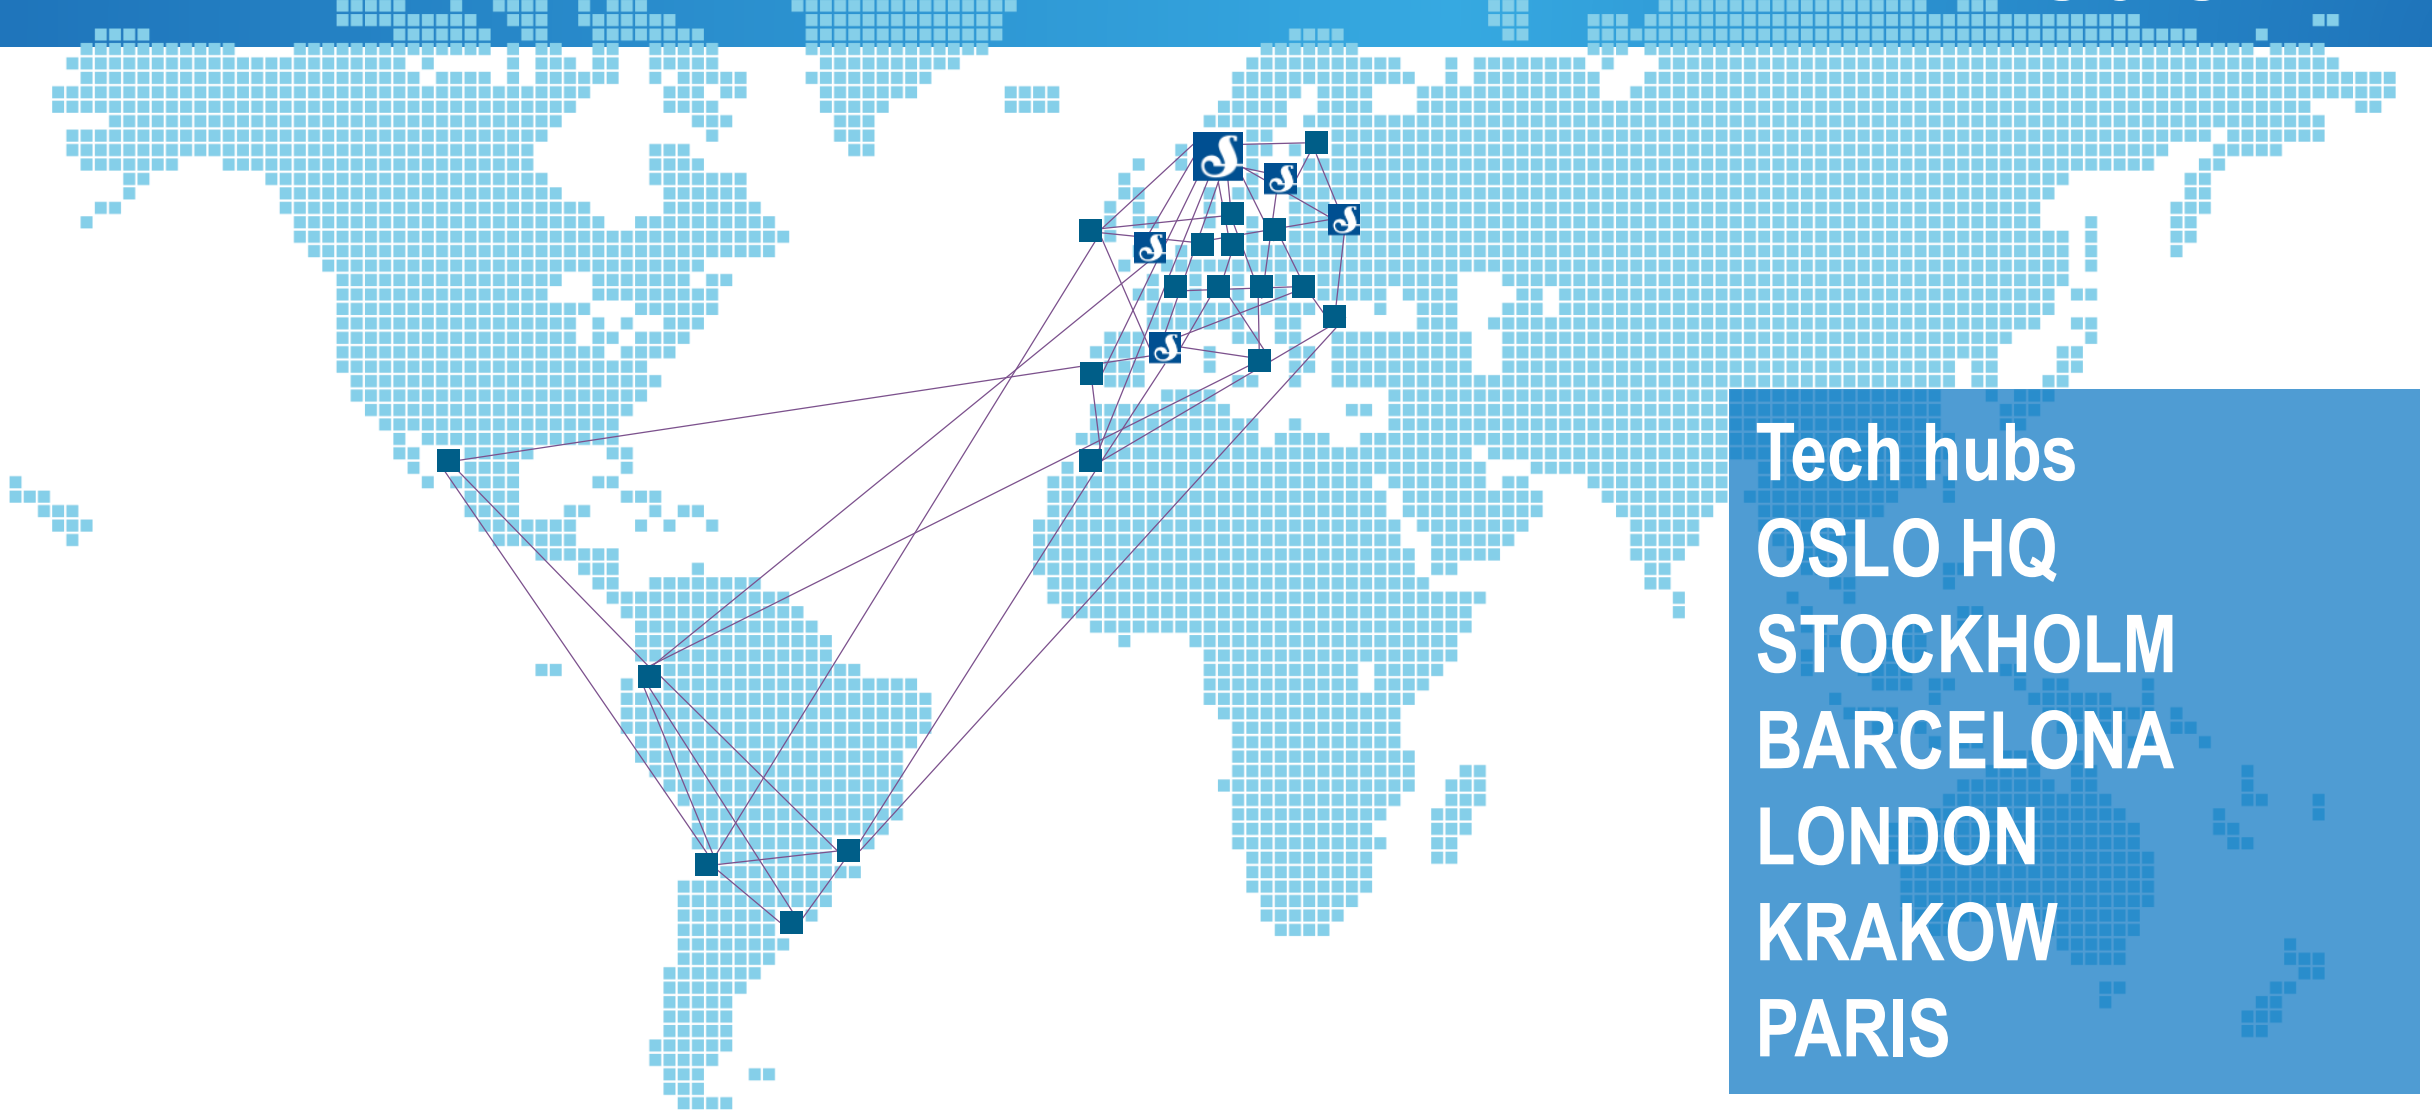 Tech hubs
OSLO HQ
STOCKHOLM
BARCELONA
LONDON
KRAKOW
PARIS